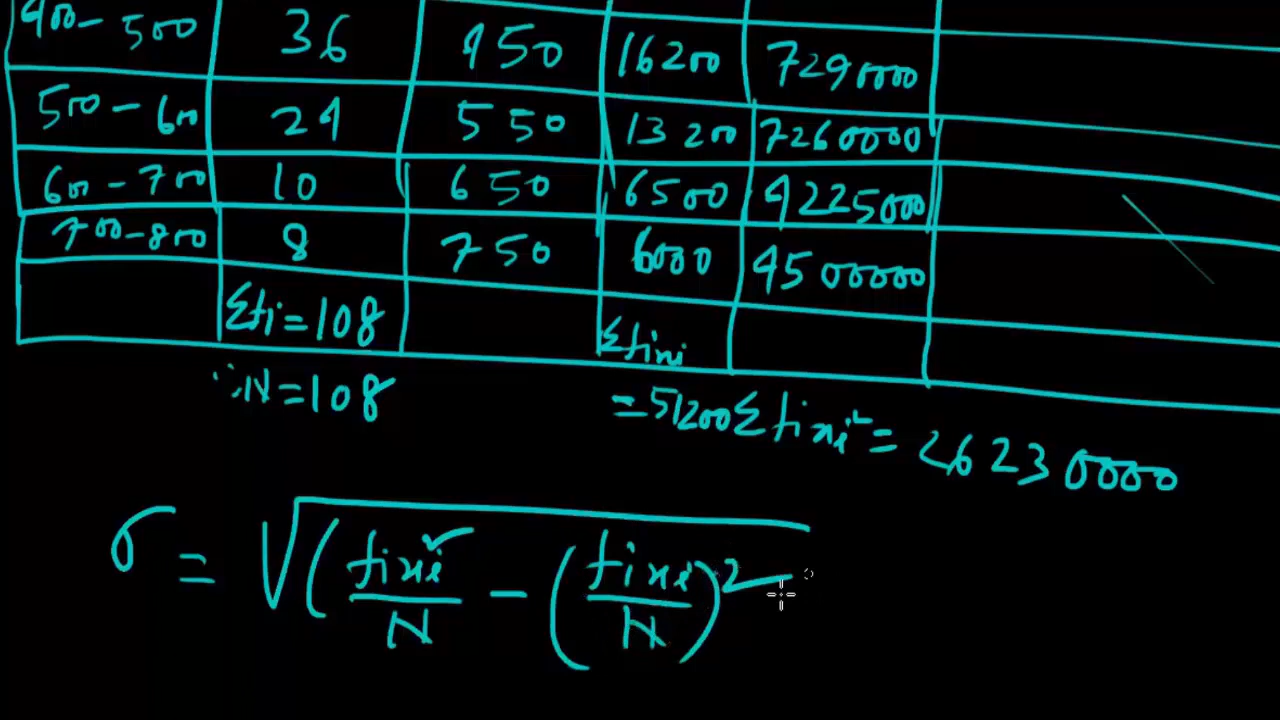 400-500 36 450 16200 7290000
500-600 24 550 13200 7260000
600-700 10 650 6500 4225000
700-800 8 750 6000 4500000
Σfi=108 Σfixi
∴N=108 =51200 Σfixi²=26230000
σ = √(fixi²/N - (fixi/N)²